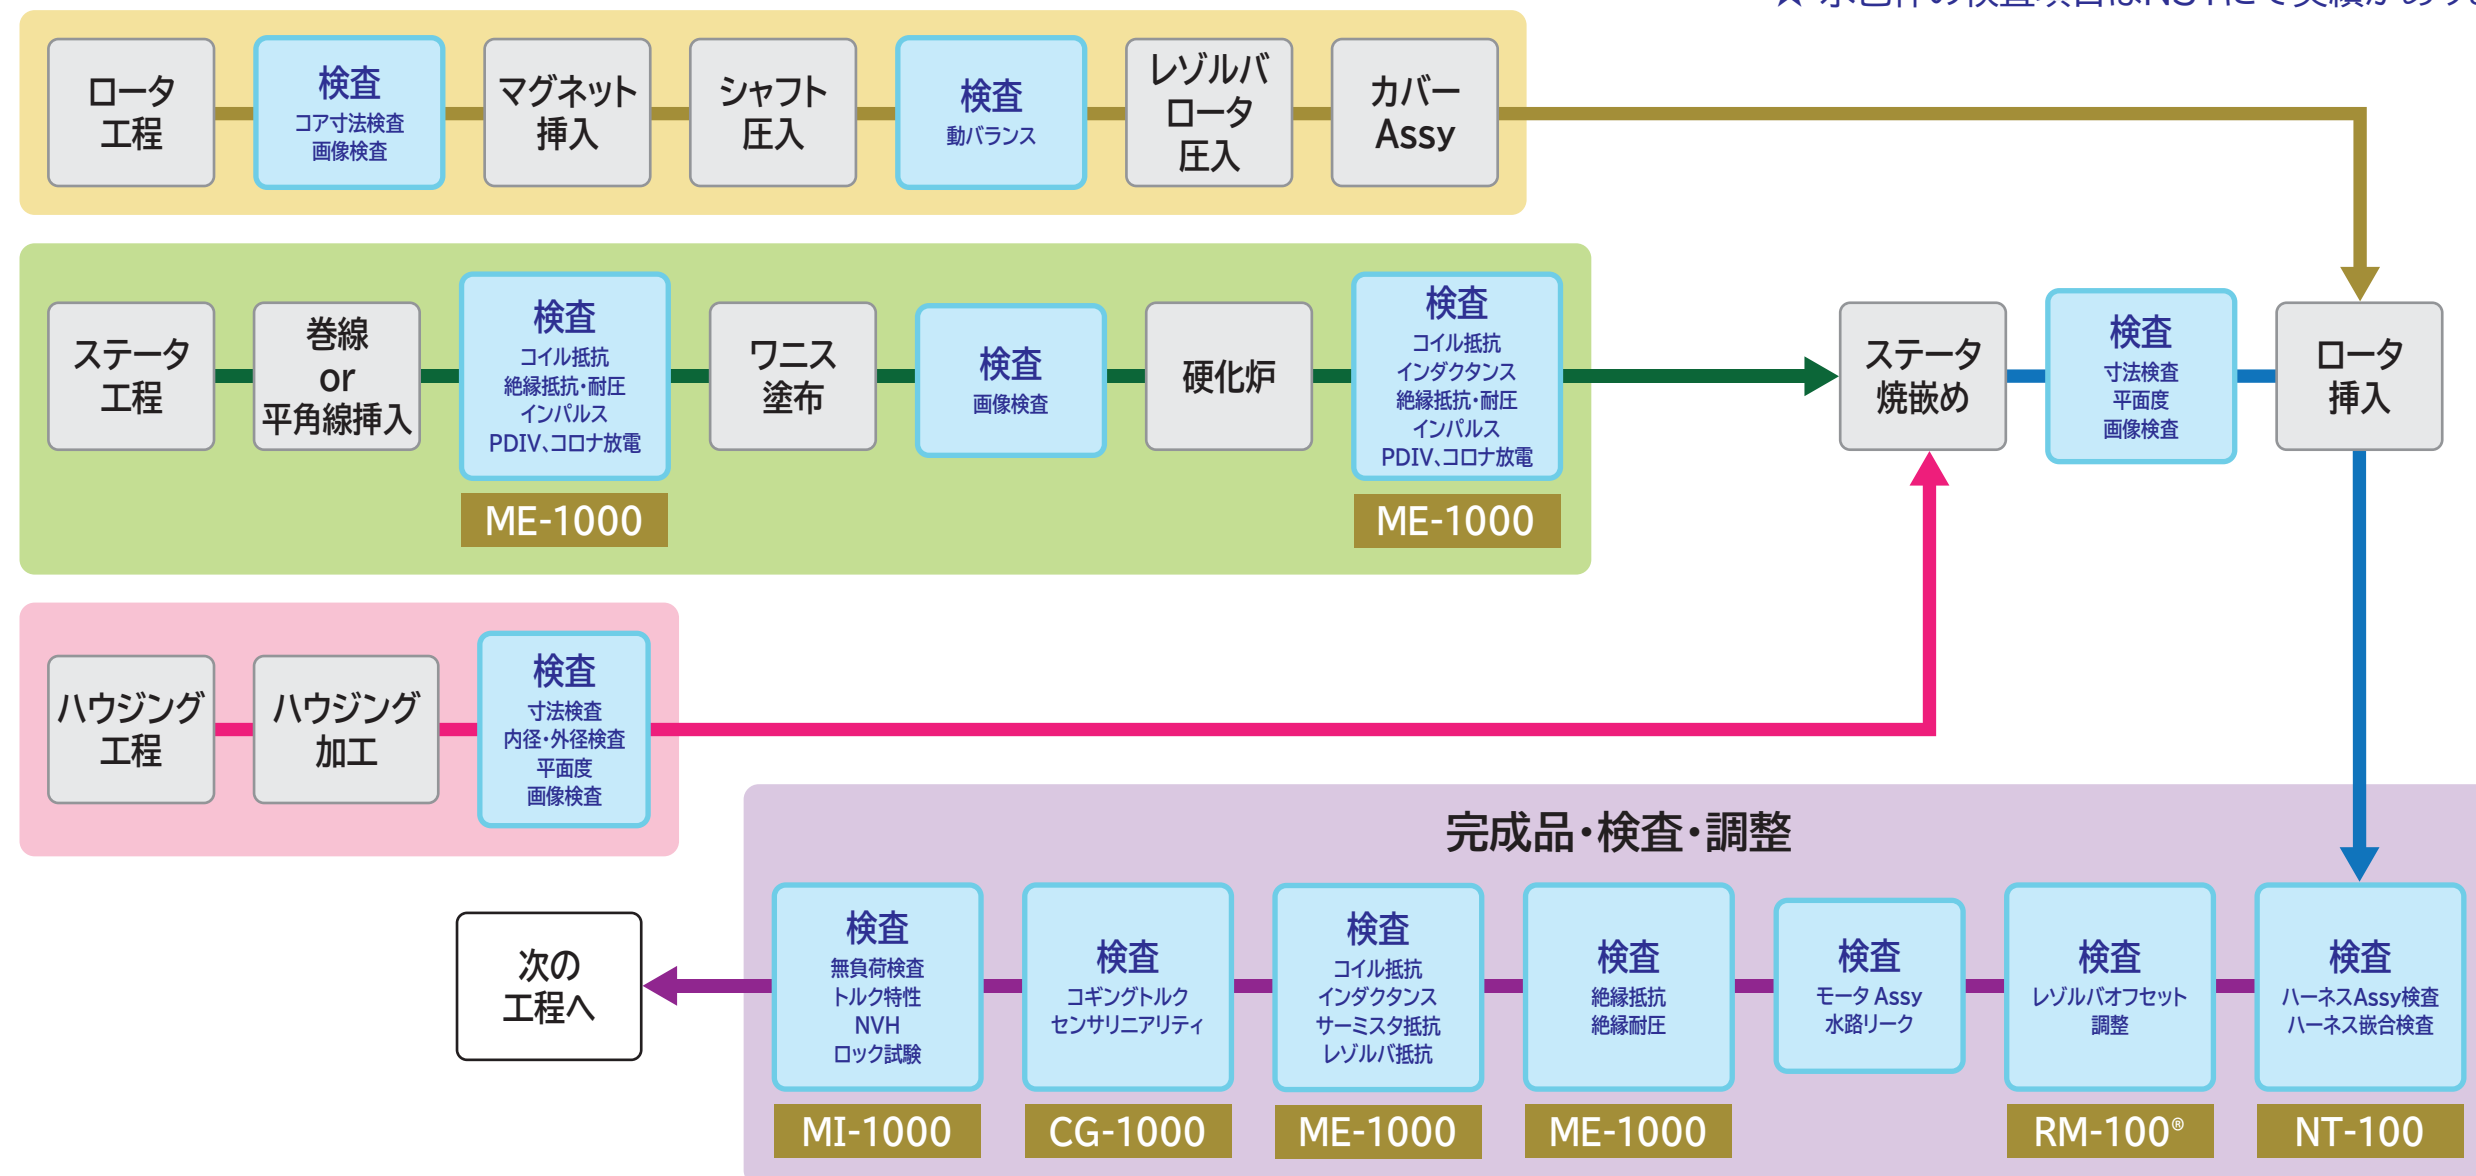 ロータ
工程
検査
コア寸法検査
画像検査
マグネット
挿入
シャフト
圧入
検査
動バランス
レゾルバ
ロータ
圧入
カバー
Assy
ステータ
工程
巻線
or
平角線挿入
検査
コイル抵抗
絶縁抵抗・耐圧
インパルス
PDIV、コロナ放電
ME-1000
ワニス
塗布
検査
画像検査
硬化炉
検査
コイル抵抗
インダクタンス
絶縁抵抗・耐圧
インパルス
PDIV、コロナ放電
ME-1000
ステータ
焼嵌め
検査
寸法検査
平面度
画像検査
ロータ
挿入
ハウジング
工程
ハウジング
加工
検査
寸法検査
内径・外径検査
平面度
画像検査
完成品・検査・調整
次の
工程へ
検査
無負荷検査
トルク特性
NVH
ロック試験
MI-1000
検査
コギングトルク
センサリニアリティ
CG-1000
検査
コイル抵抗
インダクタンス
サーミスタ抵抗
レゾルバ抵抗
ME-1000
検査
絶縁抵抗
絶縁耐圧
ME-1000
検査
モータ Assy
水路リーク
検査
レゾルバオフセット
調整
RM-100®
検査
ハーネスAssy検査
ハーネス嵌合検査
NT-100